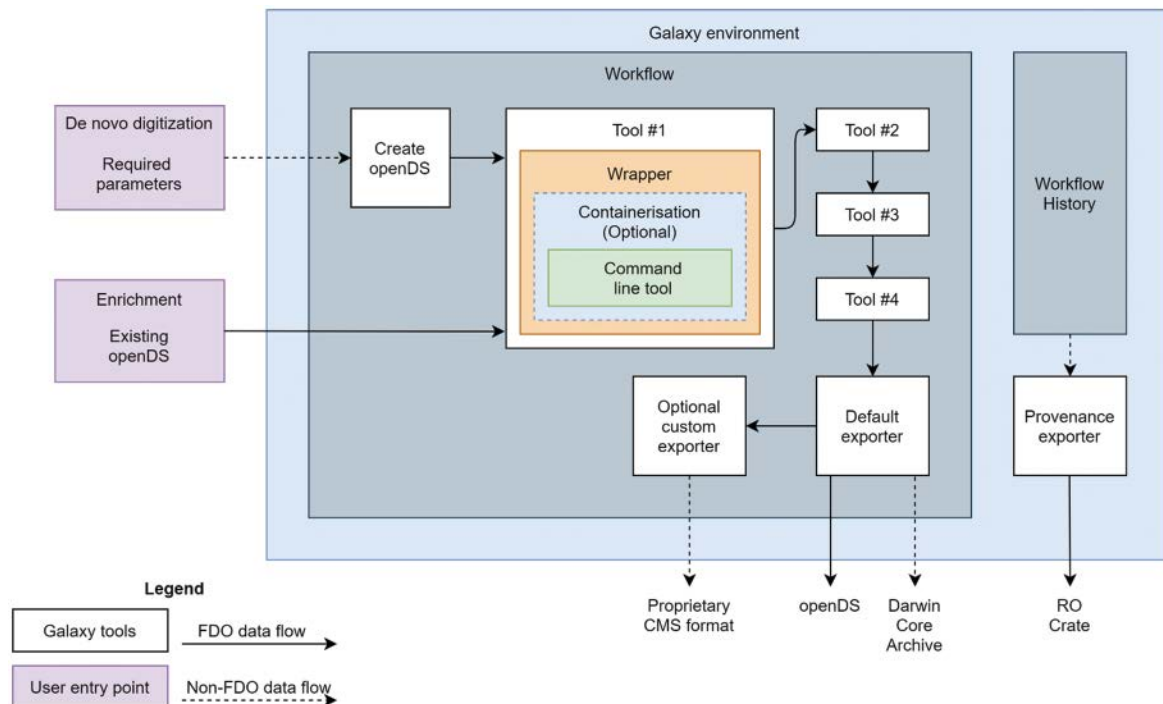 Galaxy environment
Workflow
De novo digitization
Required
parameters
Create
openDS
Tool #1
Wrapper
Containerisation
(Optional)
Command
line tool
Tool #2
Tool #3
Tool #4
Workflow
History
Enrichment
Existing
openDS
Optional
custom
exporter
Default
exporter
Provenance
exporter
Proprietary
CMS format
openDS
Darwin
Core
Archive
RO
Crate
Legend
Galaxy tools
FDO data flow
User entry point
Non-FDO data flow